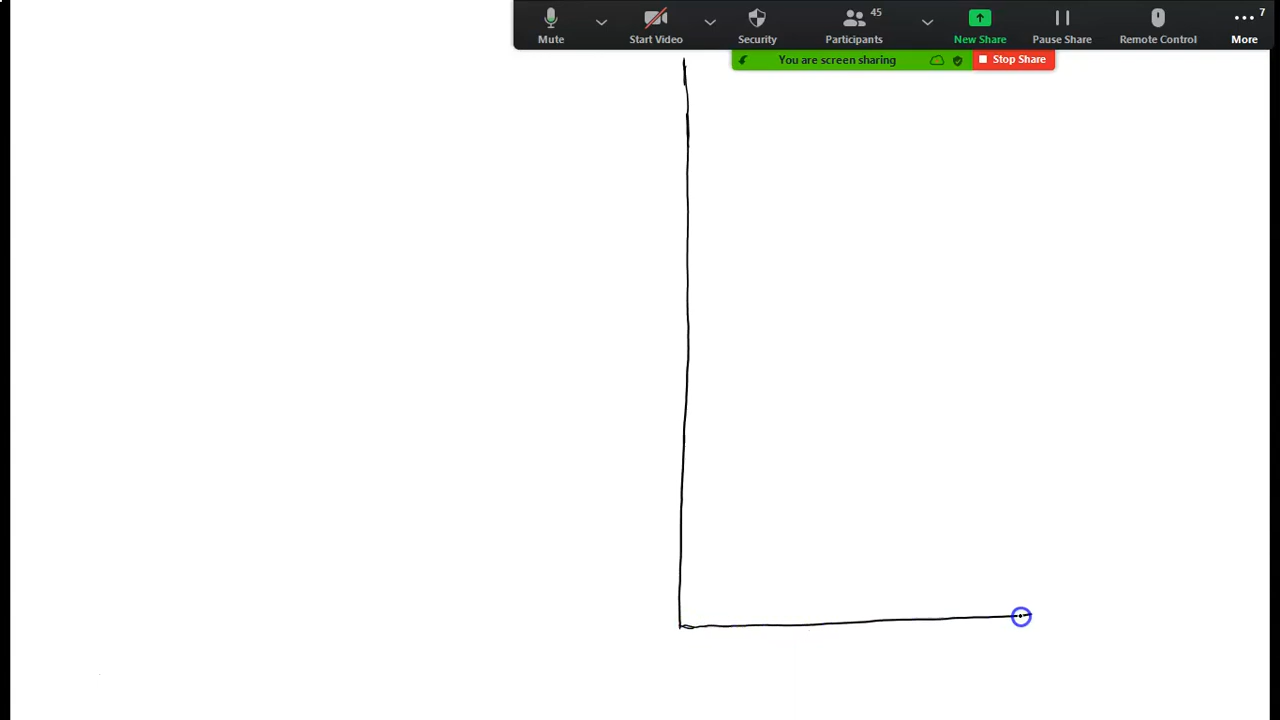 45
7
Mute
Start Video
Security
Participants
New Share
Pause Share
Remote Control
More
You are screen sharing
Stop Share